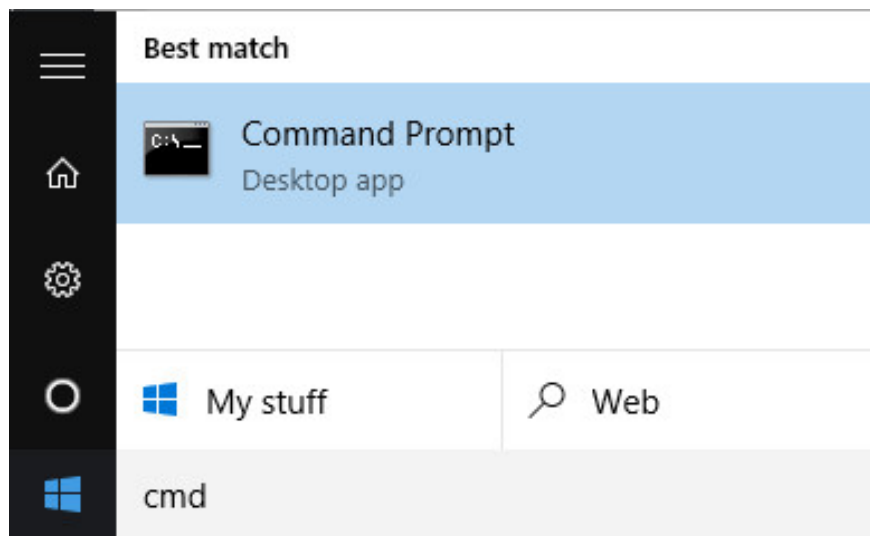 Best match
C:\_
Command Prompt
Desktop app
My stuff
Web
cmd